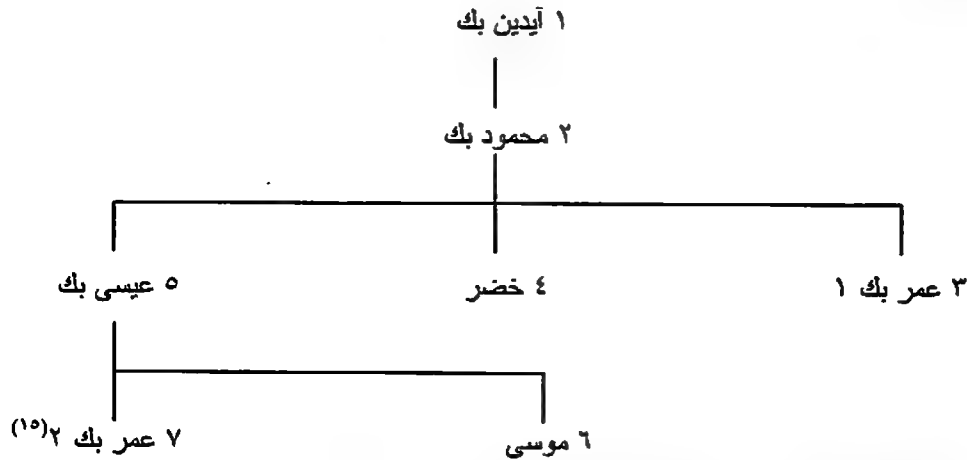 ١ آيدين بك
٢ محمود بك
٣ عمر بك ١
٤ خضر
٥ عيسى بك
٦ موسى
٧ عمر بك ٢(١٥)